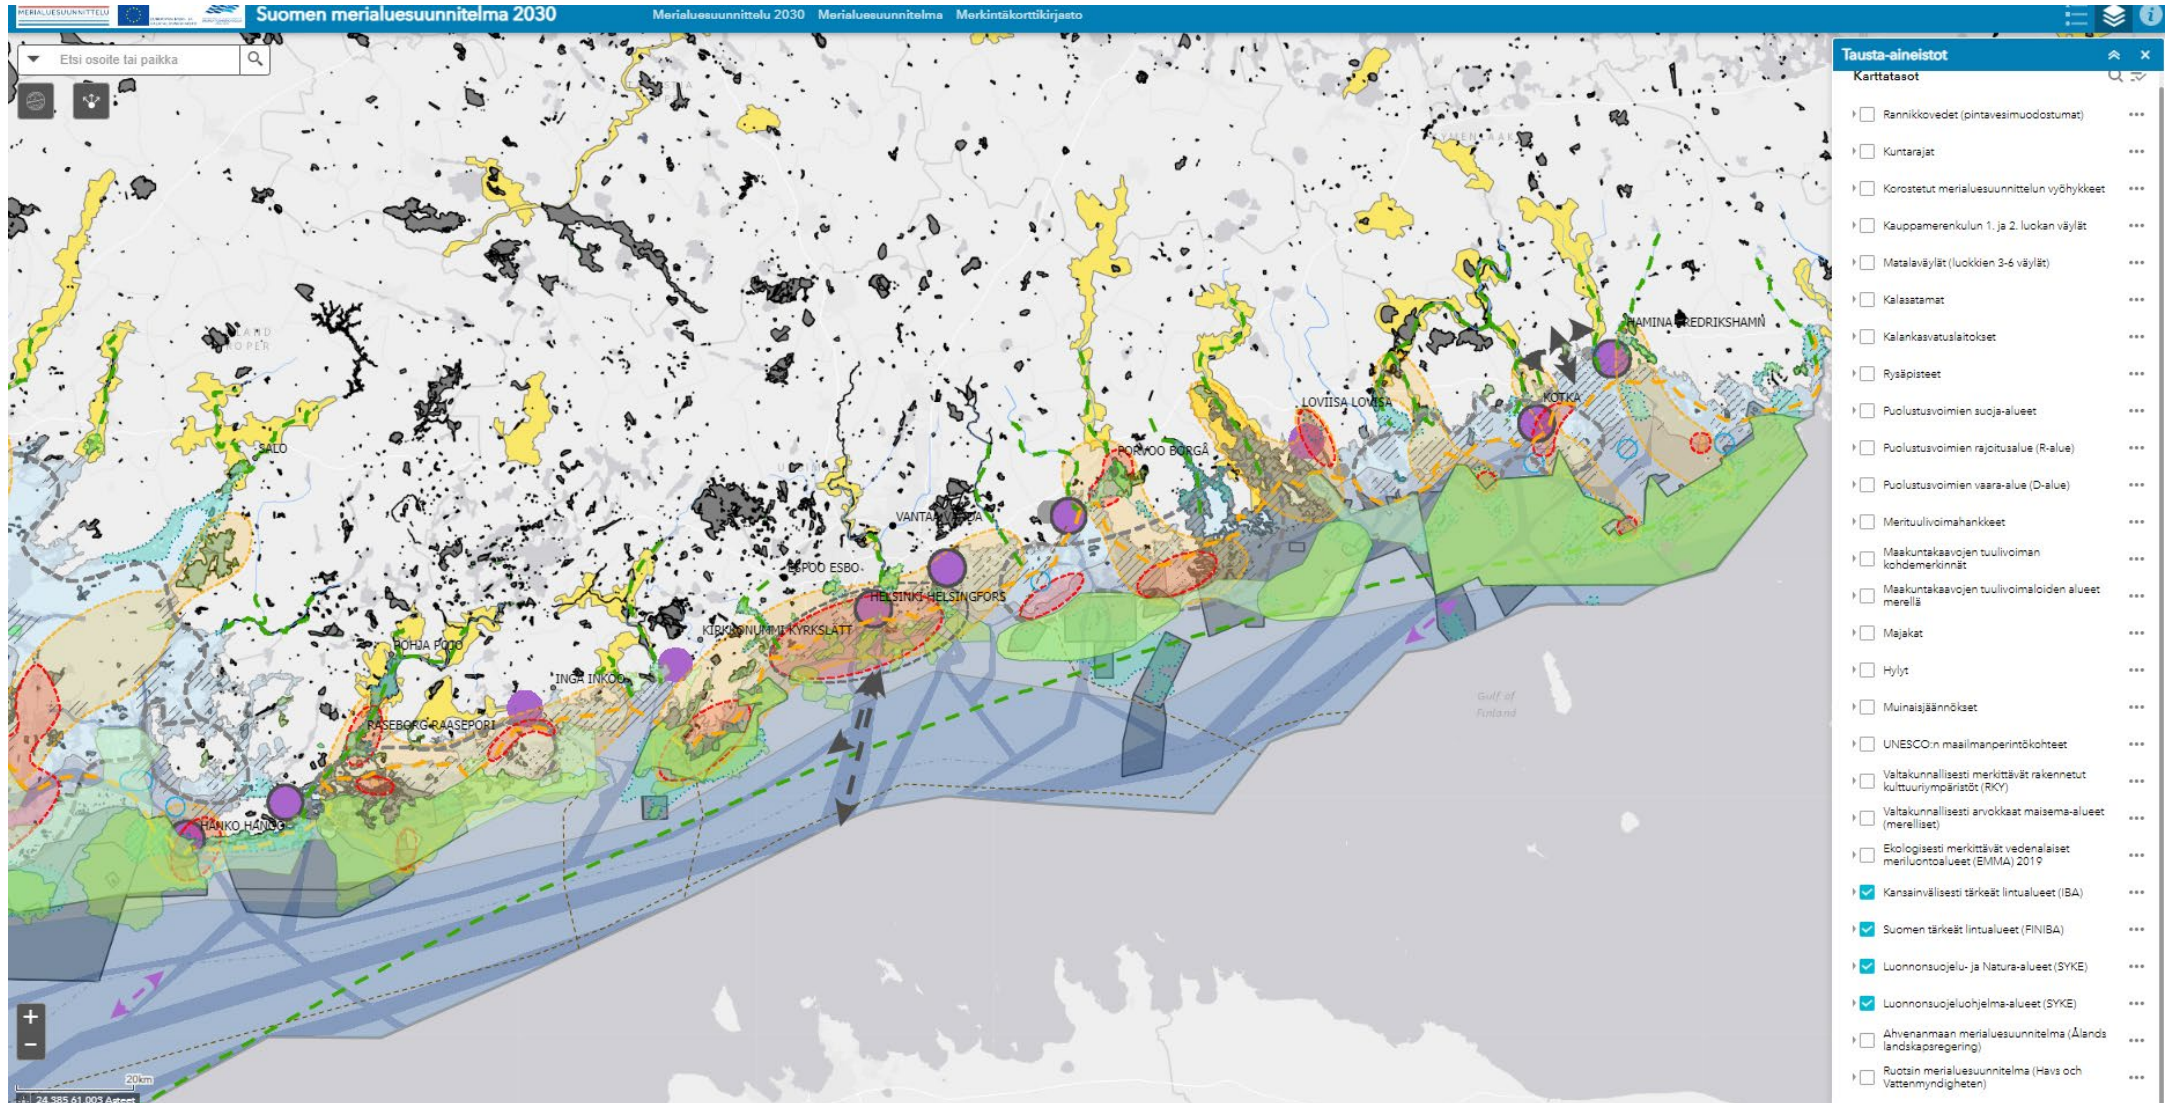 MERIALUESUUNNITTELU
Suomen merialuesuunnitelma 2030
Merialuesuunnittelu 2030 Merialuesuunnitelma Merkintäkorttikirjasto
Etsi osoite tai paikka
SALO
POHJA POJO
RASEBORG RAASEPORI
INGÅ INKOO
HANKO HANGÖ
KIRKKONUMMI KYRKSLÄTT
ESPOO ESBO
HELSINKI HELSINGFORS
VANTAA VANDA
PORVOO BORGÅ
LOVIISA LOVISA
KOTKA
HAMINA FREDRIKSHAMN
Gulf of
Finland
+
−
20km
24.385 61.003 Asteet
Tausta-aineistot
Karttatasot
Rannikkovedet (pintavesimuodostumat)
Kuntarajat
Korostetut merialuesuunnittelun vyöhykkeet
Kauppamerenkulun 1. ja 2. luokan väylät
Matalaväylät (luokkien 3-6 väylät)
Kalasatamat
Kalankasvatuslaitokset
Rysäpisteet
Puolustusvoimien suoja-alueet
Puolustusvoimien rajoitusalue (R-alue)
Puolustusvoimien vaara-alue (D-alue)
Merituulivoimahankkeet
Maakuntakaavojen tuulivoiman
kohdemerkinnät
Maakuntakaavojen tuulivoimaloiden alueet
merellä
Majakat
Hylyt
Muinaisjäännökset
UNESCO:n maailmanperintökohteet
Valtakunnallisesti merkittävät rakennetut
kulttuuriympäristöt (RKY)
Valtakunnallisesti arvokkaat maisema-alueet
(merelliset)
Ekologisesti merkittävät vedenalaiset
meriluontoalueet (EMMA) 2019
Kansainvälisesti tärkeät lintualueet (IBA)
Suomen tärkeät lintualueet (FINIBA)
Luonnonsuojelu- ja Natura-alueet (SYKE)
Luonnonsuojeluohjelma-alueet (SYKE)
Ahvenanmaan merialuesuunnitelma (Ålands
landskapsregering)
Ruotsin merialuesuunnitelma (Havs och
Vattenmyndigheten)